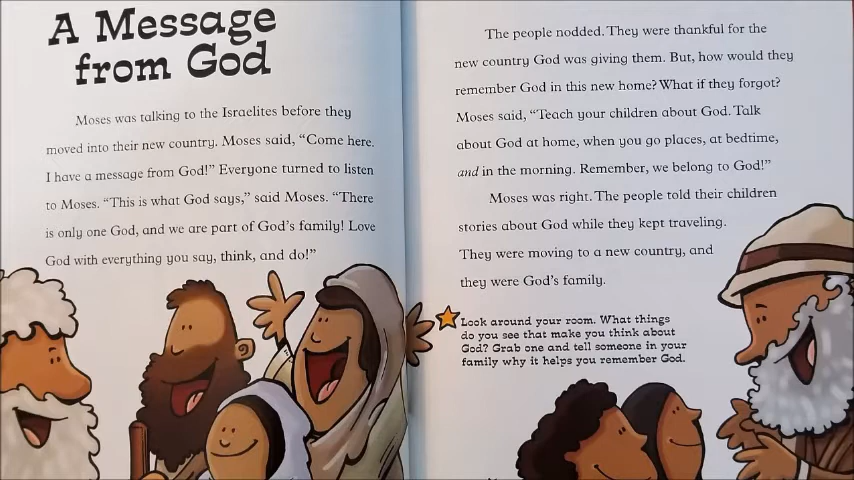 A Message
from God
Moses was talking to the Israelites before they
moved into their new country. Moses said, “Come here.
I have a message from God!” Everyone turned to listen
to Moses. “This is what God says,” said Moses. “There
is only one God, and we are part of God’s family! Love
God with everything you say, think, and do!”
The people nodded. They were thankful for the
new country God was giving them. But, how would they
remember God in this new home? What if they forgot?
Moses said, “Teach your children about God. Talk
about God at home, when you go places, at bedtime,
and in the morning. Remember, we belong to God!”
Moses was right. The people told their children
stories about God while they kept traveling.
They were moving to a new country, and
they were God’s family.
Look around your room. What things
do you see that make you think about
God? Grab one and tell someone in your
family why it helps you remember God.